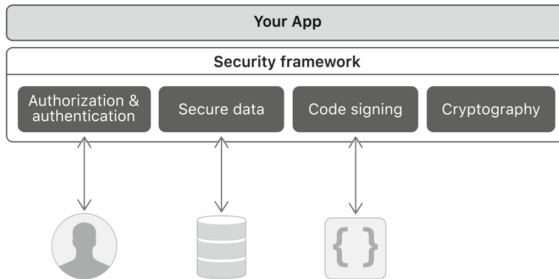 Your App
Security framework
Authorization &
authentication
Secure data
Code signing
Cryptography
{ }